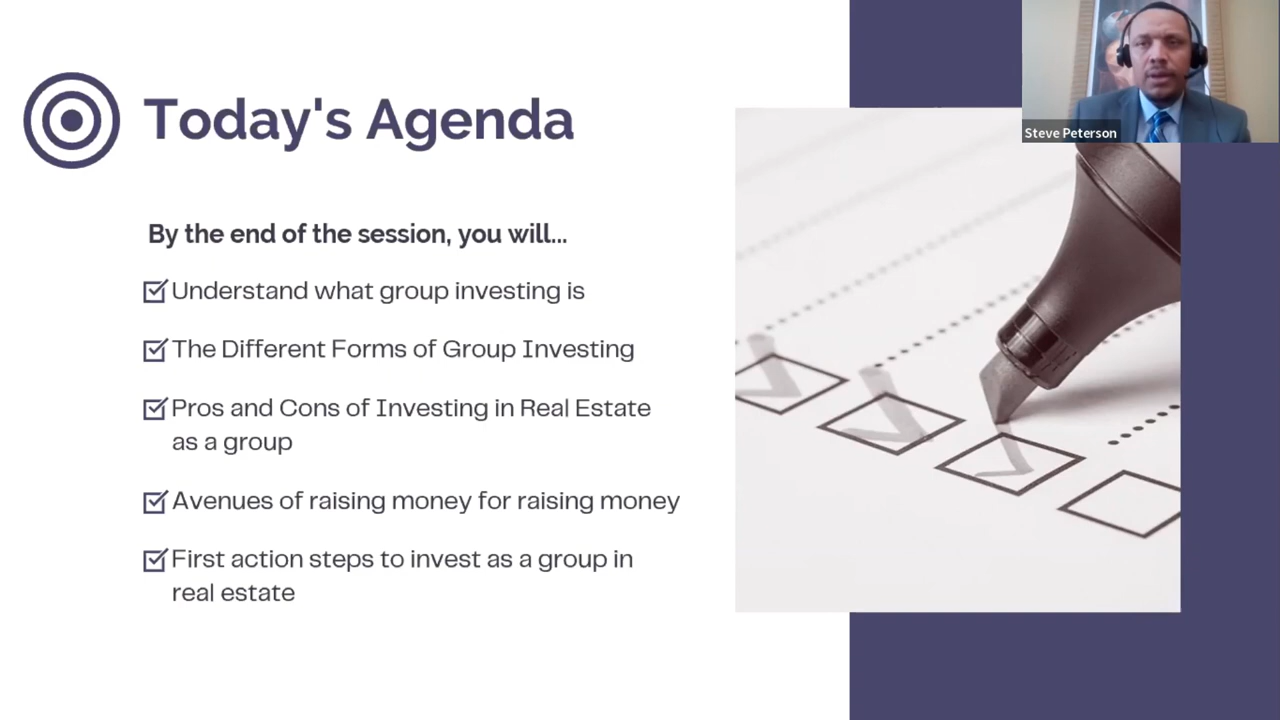 Today's Agenda
By the end of the session, you will...
Understand what group investing is
The Different Forms of Group Investing
Pros and Cons of Investing in Real Estate
as a group
Avenues of raising money for raising money
First action steps to invest as a group in
real estate
Steve Peterson